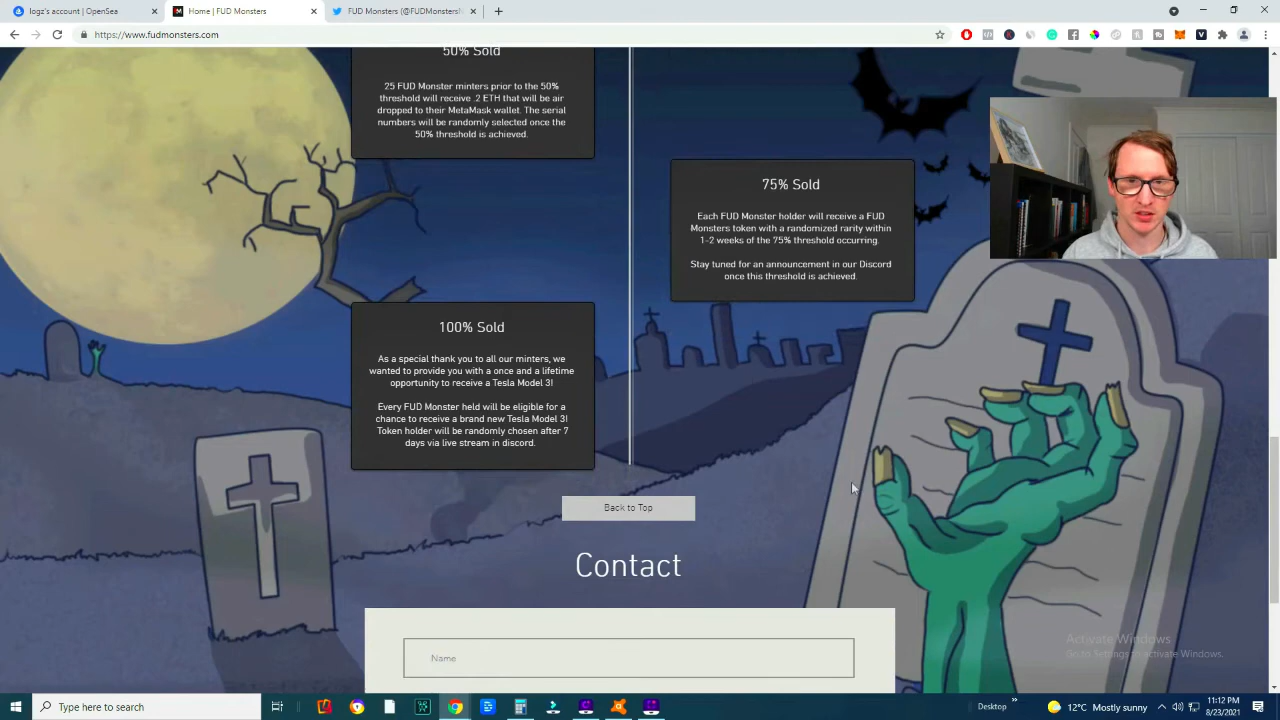 logz's account | OpenSea
Home | FUD Monsters
FUD Monsters (@FUDMonsters
https://www.fudmonsters.com
50% Sold
25 FUD Monster minters prior to the 50%
threshold will receive .2 ETH that will be air
dropped to their MetaMask wallet. The serial
numbers will be randomly selected once the
50% threshold is achieved.
75% Sold
Each FUD Monster holder will receive a FUD
Monsters token with a randomized rarity within
1-2 weeks of the 75% threshold occurring.
Stay tuned for an announcement in our Discord
once this threshold is achieved.
100% Sold
As a special thank you to all our minters, we
wanted to provide you with a once and a lifetime
opportunity to receive a Tesla Model 3!
Every FUD Monster held will be eligible for a
chance to receive a brand new Tesla Model 3!
Token holder will be randomly chosen after 7
days via live stream in discord.
Back to Top
Contact
Name
Activate Windows
Go to Settings to activate Windows.
Type here to search
Desktop
12°C Mostly sunny
11:12 PM
8/23/2021